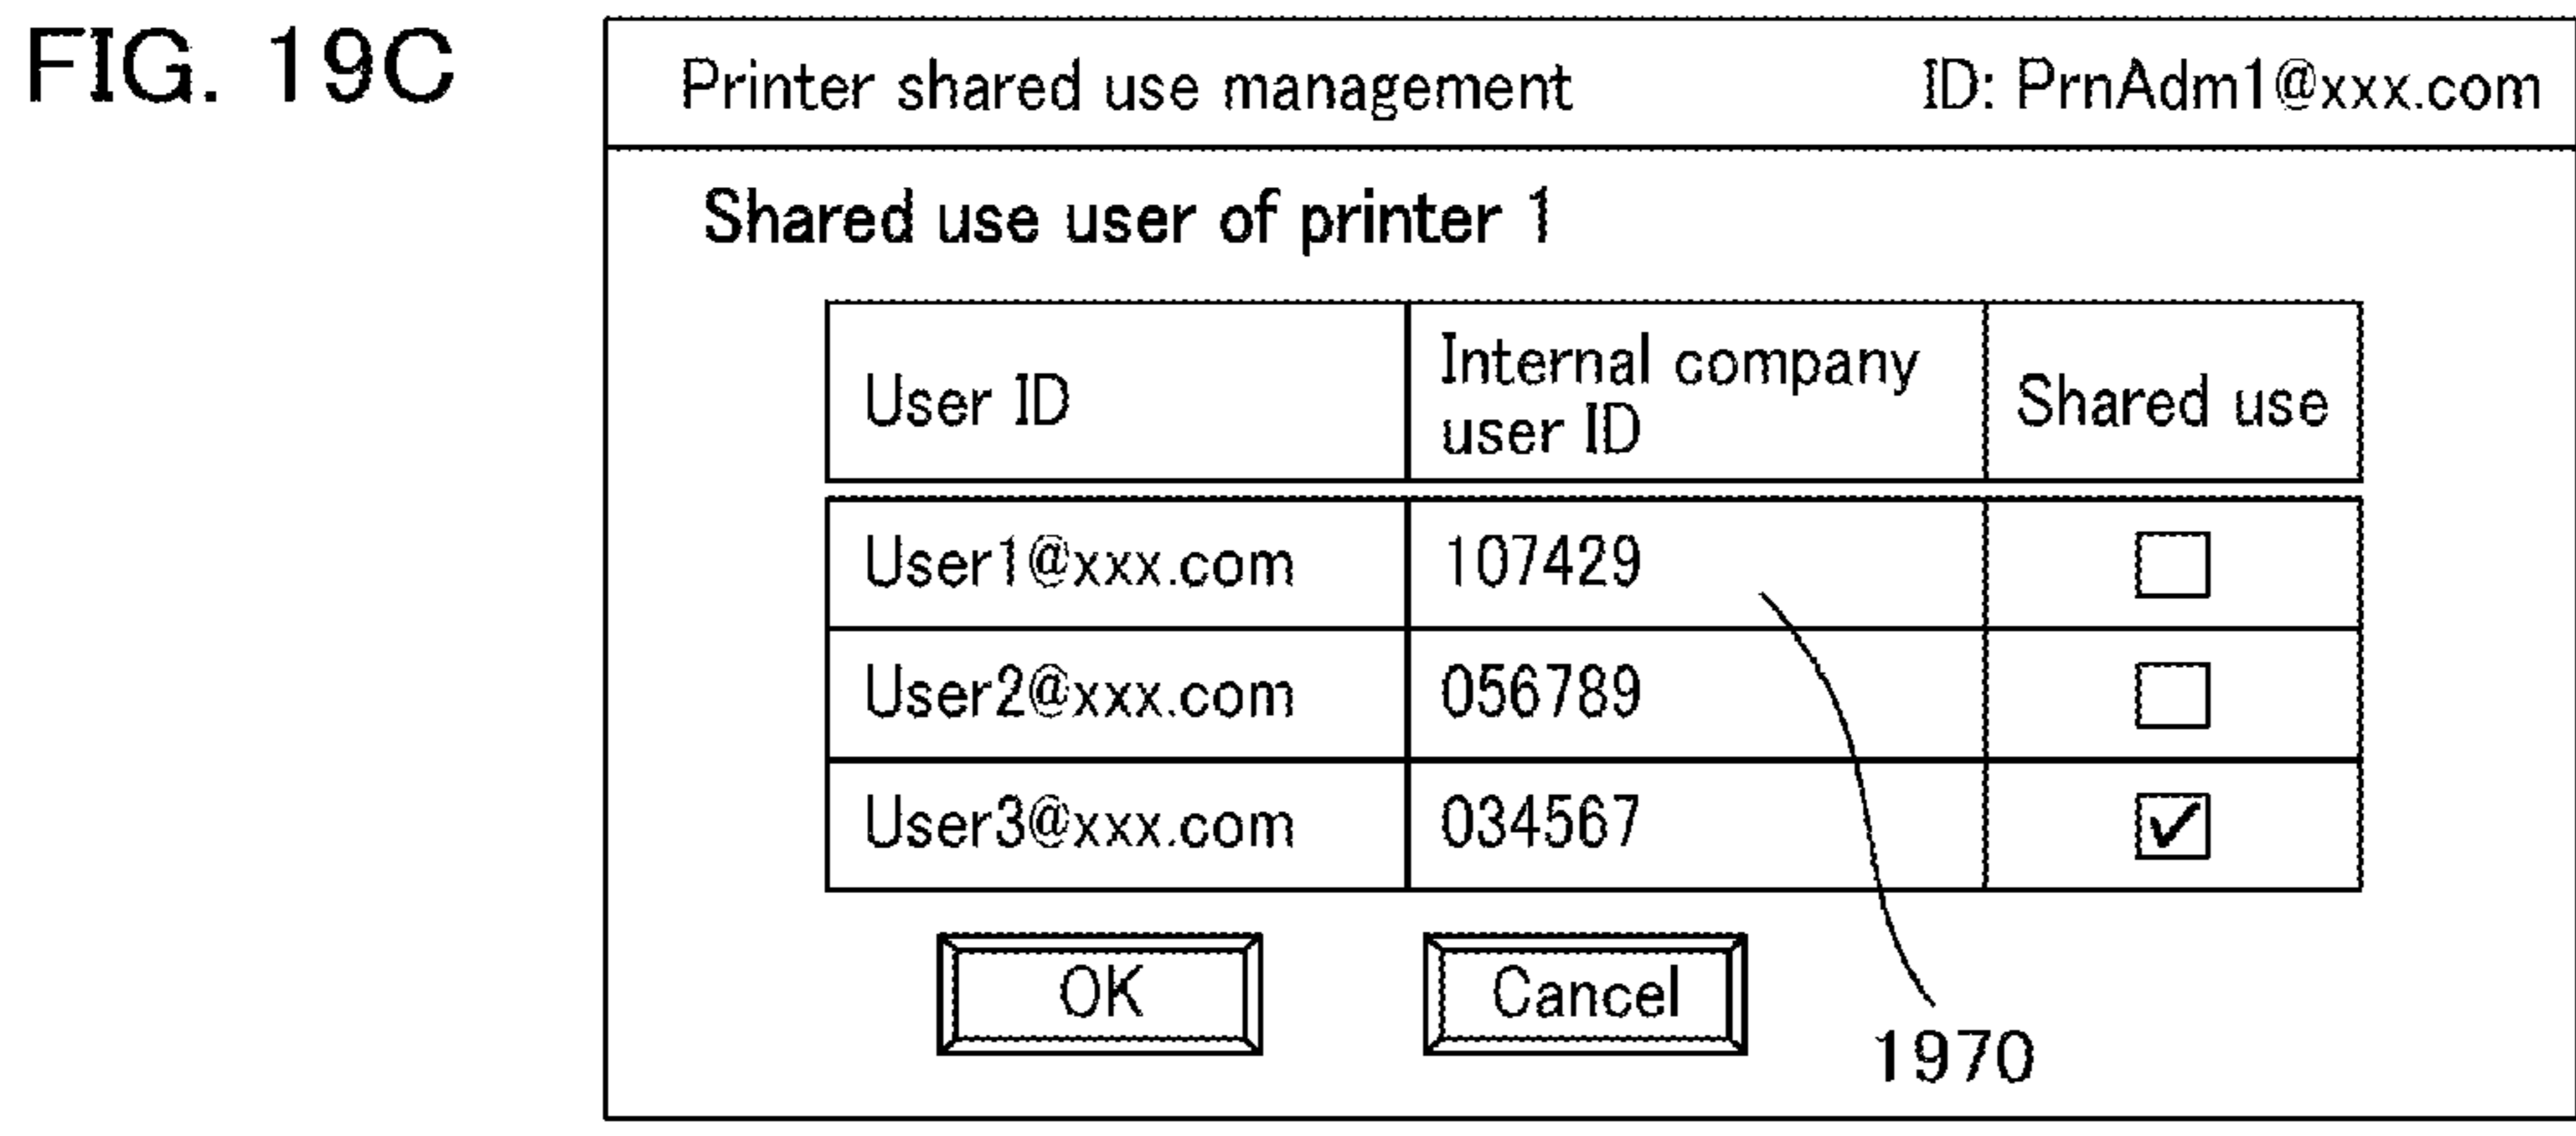 FIG. 19C
Printer shared use management ID: PrnAdm1@xxx.com
Shared use user of printer 1
User ID Internal company user ID Shared use
User1@xxx.com 107429
User2@xxx.com 056789
User3@xxx.com 034567
OK Cancel
1970